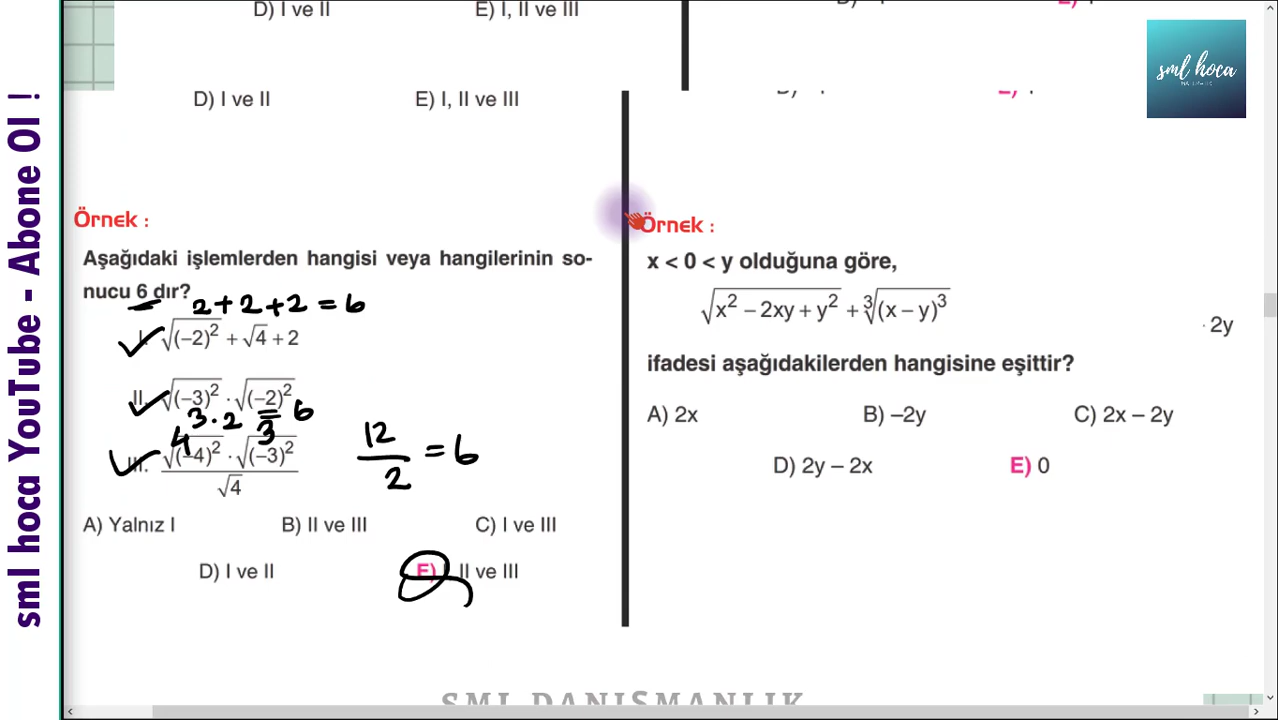 D) I ve II E) I, II ve III
D) I ve II E) I, II ve III
sml hoca
sml hoca YouTube - Abone Ol !
Örnek :
Aşağıdaki işlemlerden hangisi veya hangilerinin so-
nucu 6 dır?
2 + 2 + 2 = 6
I. √(−2)² + √4 + 2
II. √(−3)² · √(−2)²
3 · 2 = 6
4 3
III. √(−4)² · √(−3)² / √4
12 / 2 = 6
A) Yalnız I B) II ve III C) I ve III
D) I ve II E) I, II ve III
Örnek :
x < 0 < y olduğuna göre,
√(x² − 2xy + y²) + ∛(x − y)³
2y
ifadesi aşağıdakilerden hangisine eşittir?
A) 2x B) −2y C) 2x − 2y
D) 2y − 2x E) 0
SML DANIŞMANLIK